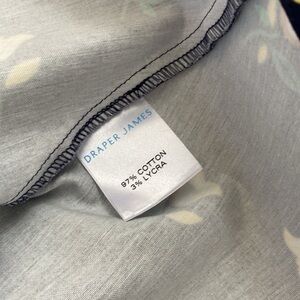 DRAPER JAMES
97% COTTON
3% LYCRA